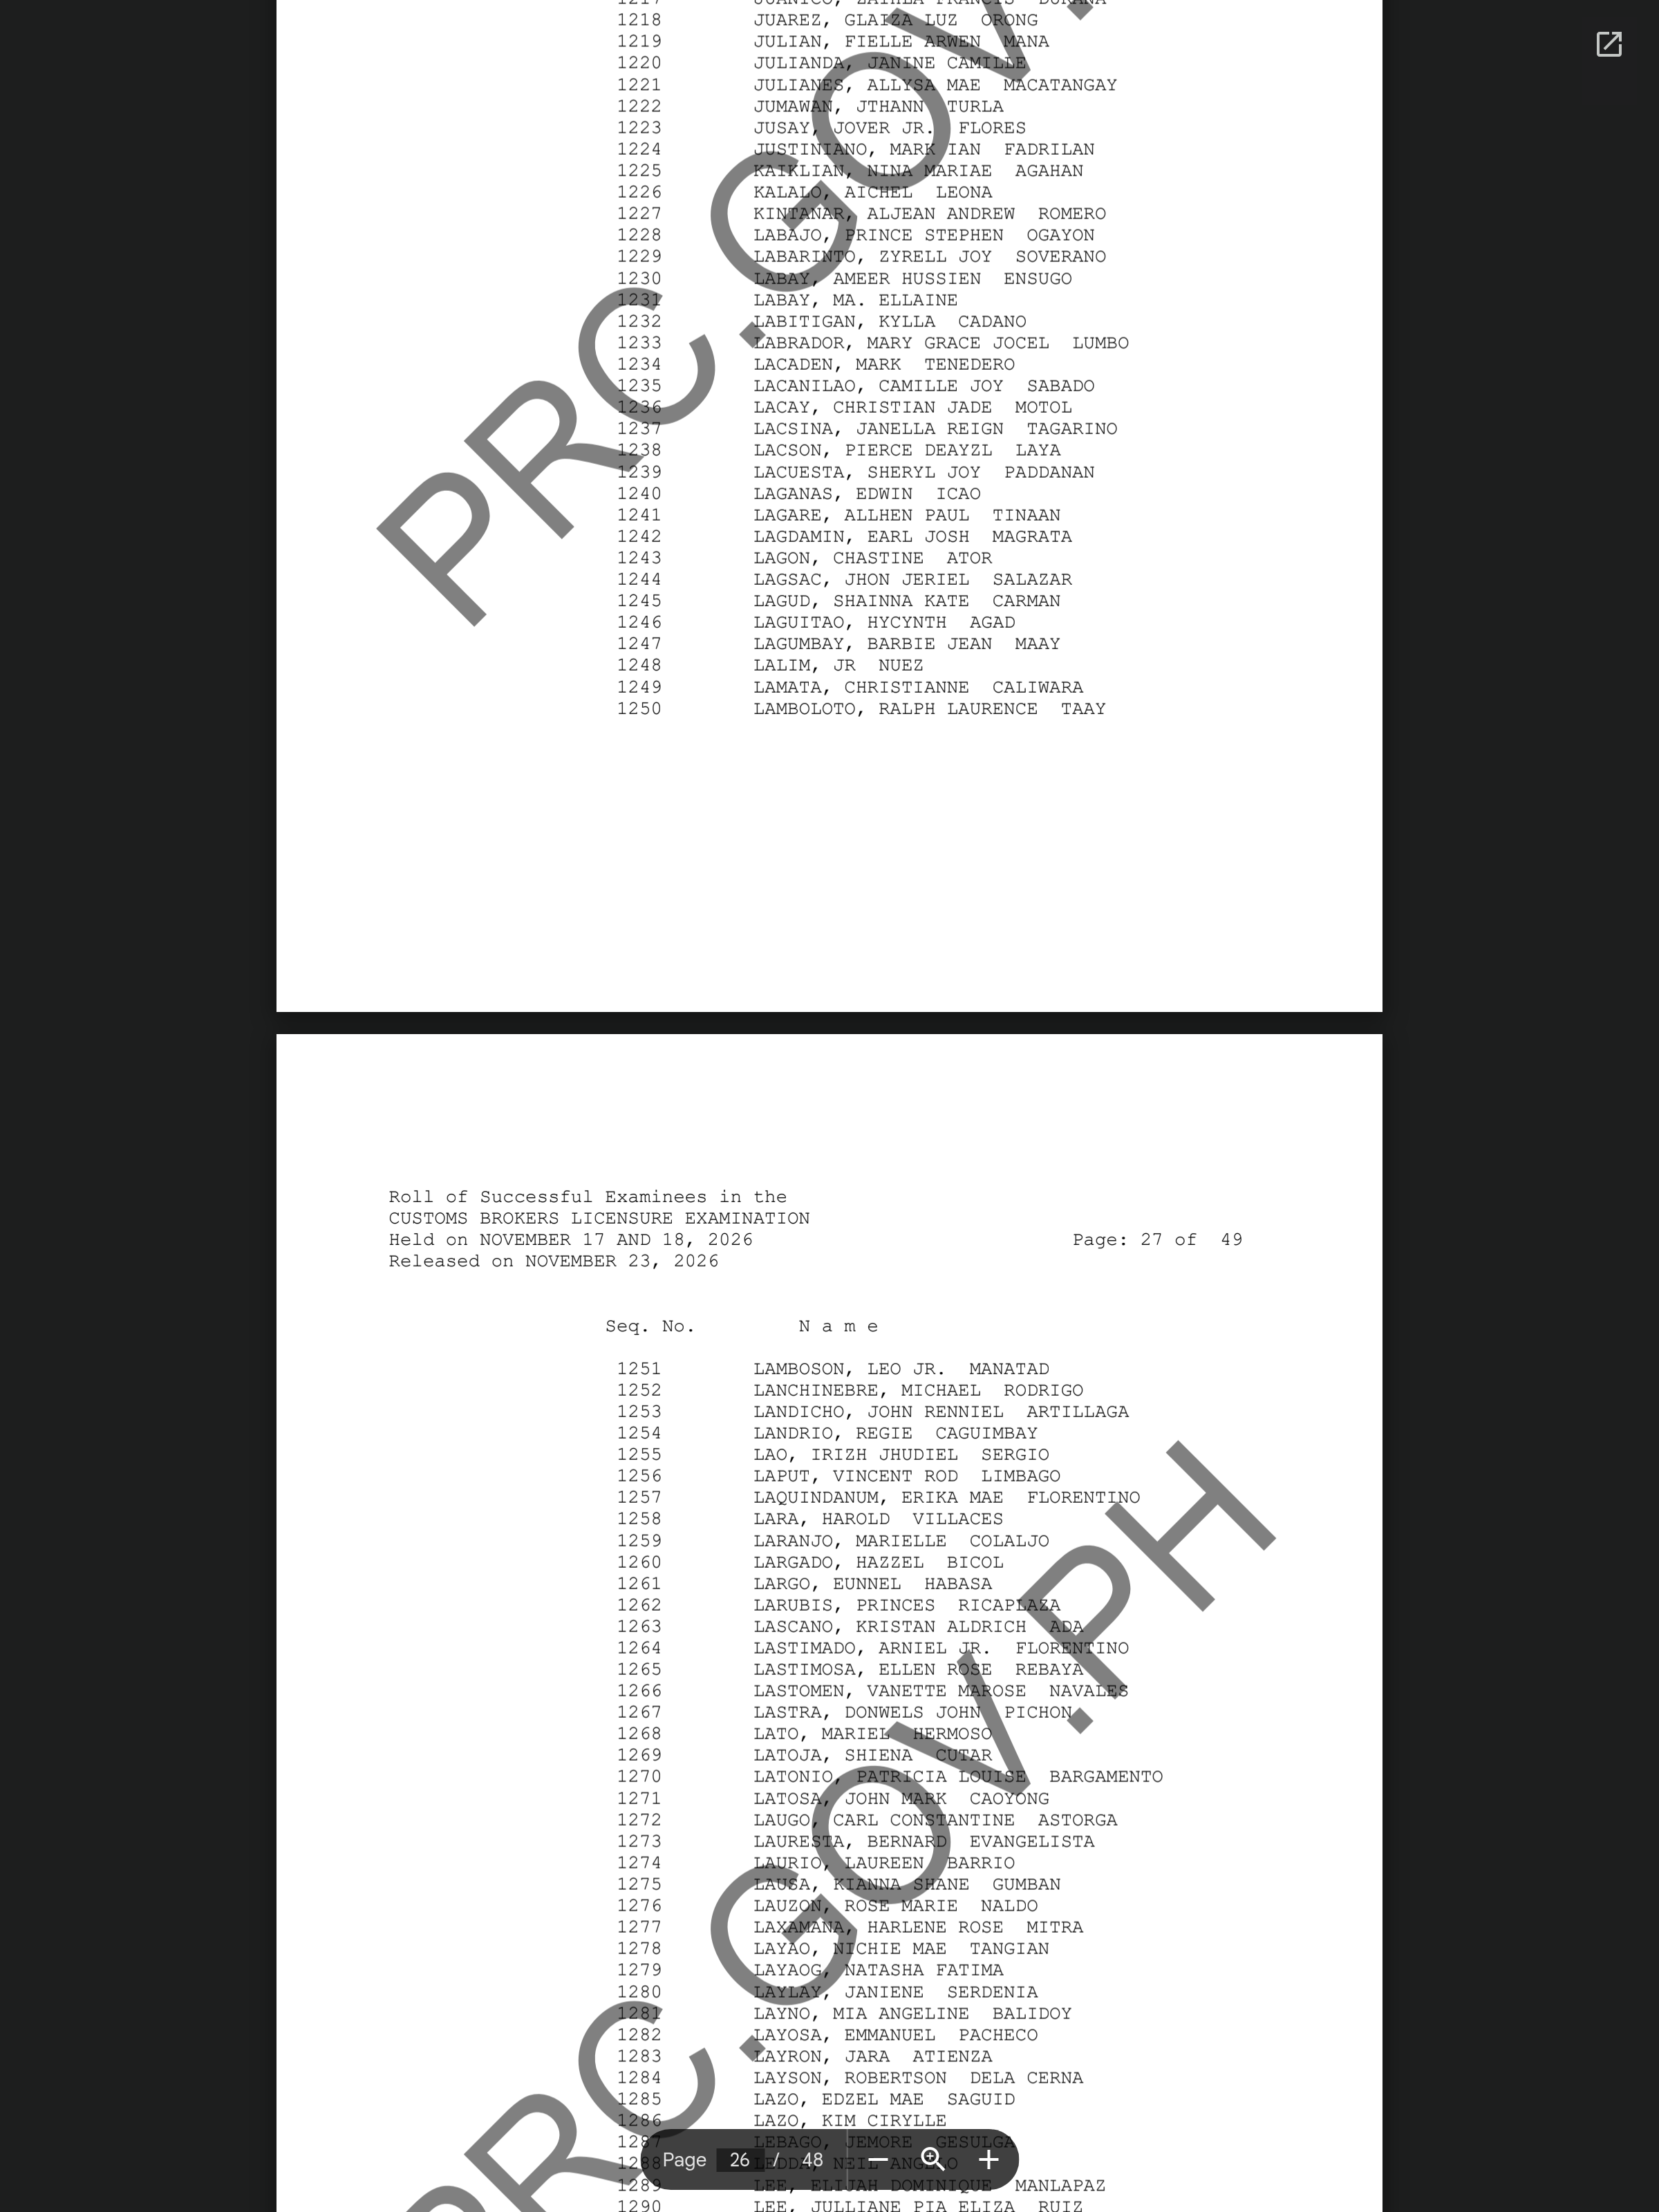 1218 JUAREZ, GLAIZA LUZ ORONG
1219 JULIAN, FIELLE ARWEN MANA
1220 JULIANDA, JANINE CAMILLE
1221 JULIANES, ALLYSA MAE MACATANGAY
1222 JUMAWAN, JTHANN TURLA
1223 JUSAY, JOVER JR. FLORES
1224 JUSTINIANO, MARK IAN FADRILAN
1225 KAIKLIAN, NINA MARIAE AGAHAN
1226 KALALO, AICHEL LEONA
1227 KINTANAR, ALJEAN ANDREW ROMERO
1228 LABAJO, PRINCE STEPHEN OGAYON
1229 LABARINTO, ZYRELL JOY SOVERANO
1230 LABAY, AMEER HUSSIEN ENSUGO
1231 LABAY, MA. ELLAINE
1232 LABITIGAN, KYLLA CADANO
1233 LABRADOR, MARY GRACE JOCEL LUMBO
1234 LACADEN, MARK TENEDERO
1235 LACANILAO, CAMILLE JOY SABADO
1236 LACAY, CHRISTIAN JADE MOTOL
1237 LACSINA, JANELLA REIGN TAGARINO
1238 LACSON, PIERCE DEAYZL LAYA
1239 LACUESTA, SHERYL JOY PADDANAN
1240 LAGANAS, EDWIN ICAO
1241 LAGARE, ALLHEN PAUL TINAAN
1242 LAGDAMIN, EARL JOSH MAGRATA
1243 LAGON, CHASTINE ATOR
1244 LAGSAC, JHON JERIEL SALAZAR
1245 LAGUD, SHAINNA KATE CARMAN
1246 LAGUITAO, HYCYNTH AGAD
1247 LAGUMBAY, BARBIE JEAN MAAY
1248 LALIM, JR NUEZ
1249 LAMATA, CHRISTIANNE CALIWARA
1250 LAMBOLOTO, RALPH LAURENCE TAAY
PRC.GOV.
Roll of Successful Examinees in the
CUSTOMS BROKERS LICENSURE EXAMINATION
Held on NOVEMBER 17 AND 18, 2026 Page: 27 of 49
Released on NOVEMBER 23, 2026
Seq. No. N a m e
1251 LAMBOSON, LEO JR. MANATAD
1252 LANCHINEBRE, MICHAEL RODRIGO
1253 LANDICHO, JOHN RENNIEL ARTILLAGA
1254 LANDRIO, REGIE CAGUIMBAY
1255 LAO, IRIZH JHUDIEL SERGIO
1256 LAPUT, VINCENT ROD LIMBAGO
1257 LAQUINDANUM, ERIKA MAE FLORENTINO
1258 LARA, HAROLD VILLACES
1259 LARANJO, MARIELLE COLALJO
1260 LARGADO, HAZZEL BICOL
1261 LARGO, EUNNEL HABASA
1262 LARUBIS, PRINCES RICAPLAZA
1263 LASCANO, KRISTAN ALDRICH ADA
1264 LASTIMADO, ARNIEL JR. FLORENTINO
1265 LASTIMOSA, ELLEN ROSE REBAYA
1266 LASTOMEN, VANETTE MAROSE NAVALES
1267 LASTRA, DONWELS JOHN PICHON
1268 LATO, MARIEL HERMOSO
1269 LATOJA, SHIENA CUTAR
1270 LATONIO, PATRICIA LOUISE BARGAMENTO
1271 LATOSA, JOHN MARK CAOYONG
1272 LAUGO, CARL CONSTANTINE ASTORGA
1273 LAURESTA, BERNARD EVANGELISTA
1274 LAURIO, LAUREEN BARRIO
1275 LAUSA, KIANNA SHANE GUMBAN
1276 LAUZON, ROSE MARIE NALDO
1277 LAXAMANA, HARLENE ROSE MITRA
1278 LAYAO, NICHIE MAE TANGIAN
1279 LAYAOG, NATASHA FATIMA
1280 LAYLAY, JANIENE SERDENIA
1281 LAYNO, MIA ANGELINE BALIDOY
1282 LAYOSA, EMMANUEL PACHECO
1283 LAYRON, JARA ATIENZA
1284 LAYSON, ROBERTSON DELA CERNA
1285 LAZO, EDZEL MAE SAGUID
1286 LAZO, KIM CIRYLLE
1287 LEBAGO, JEMORE GESULGA
1288 LEDDA, NEIL ANGELO
1289 LEE, ELIJAH DOMINIQUE MANLAPAZ
1290 LEE, JULLIANE PIA ELIZA RUIZ
PRC.GOV.PH
Page 26 / 48